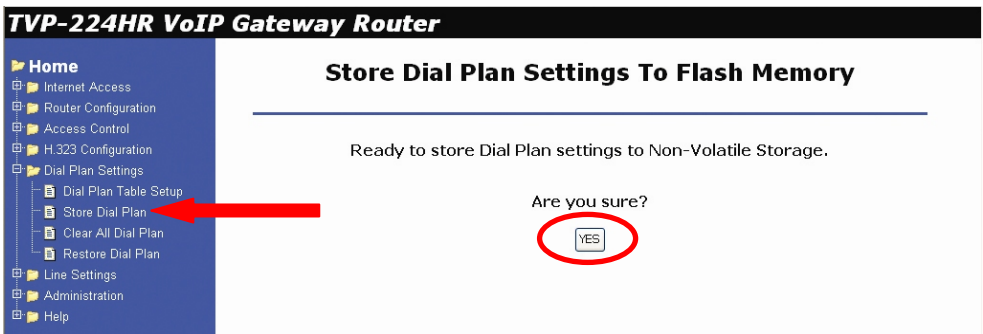 TVP-224HR VoIP Gateway Router
Home
Internet Access
Router Configuration
Access Control
H.323 Configuration
Dial Plan Settings
Dial Plan Table Setup
Store Dial Plan
Clear All Dial Plan
Restore Dial Plan
Line Settings
Administration
Help
Store Dial Plan Settings To Flash Memory
Ready to store Dial Plan settings to Non-Volatile Storage.
Are you sure?
YES